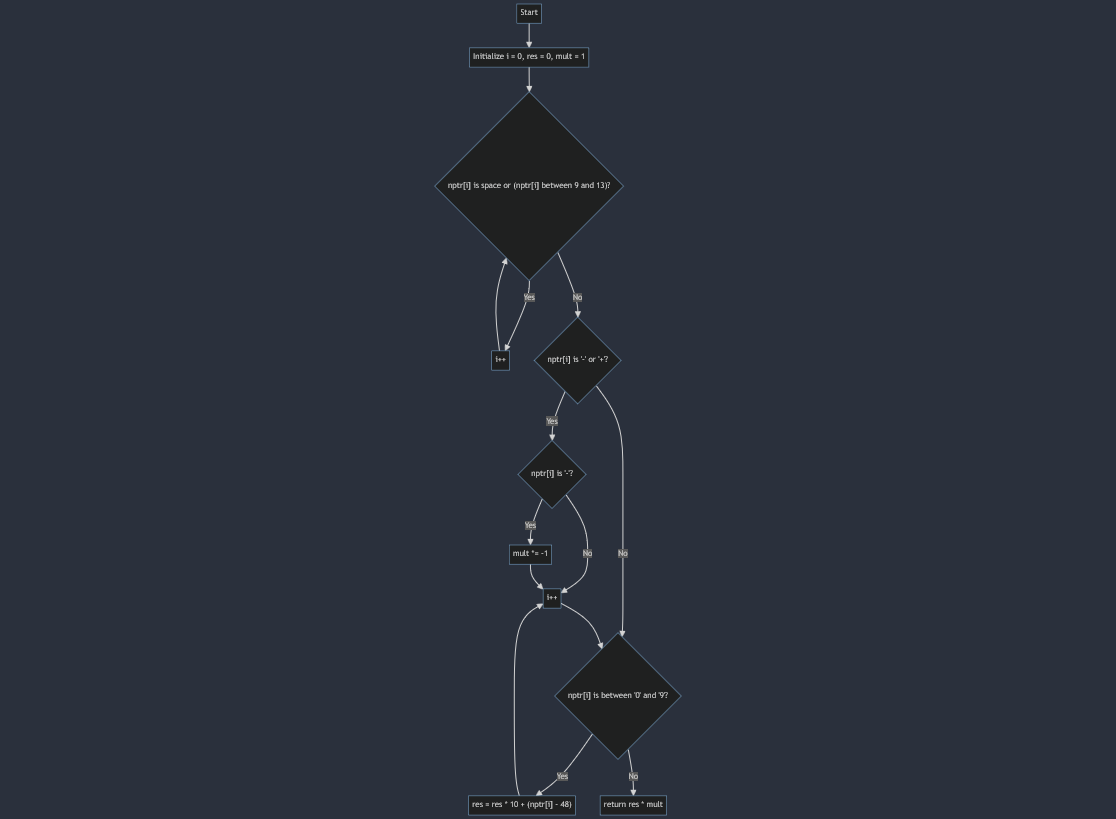 Start
Initialize i = 0, res = 0, mult = 1
nptr[i] is space or (nptr[i] between 9 and 13)?
Yes
No
i++
nptr[i] is '-' or '+'?
Yes
nptr[i] is '-'?
Yes
mult *= -1
No
No
i++
nptr[i] is between '0' and '9'?
Yes
No
res = res * 10 + (nptr[i] - 48)
return res * mult